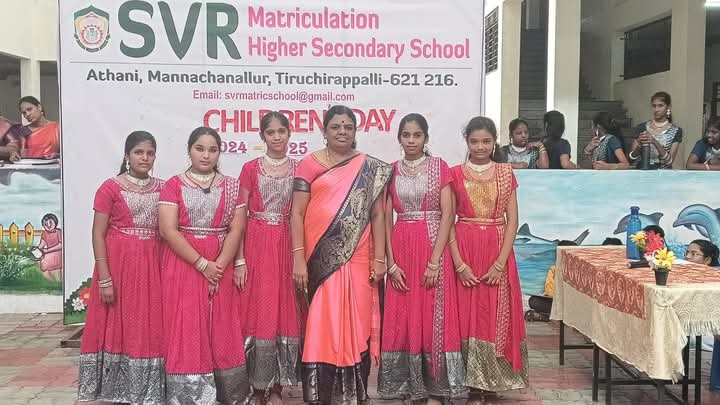 SVR Matriculation
Higher Secondary School
Athani, Mannachanallur, Tiruchirappalli-621 216.
Email: svrmatricschool@gmail.com
CHILDREN'S DAY
2024 - 2025